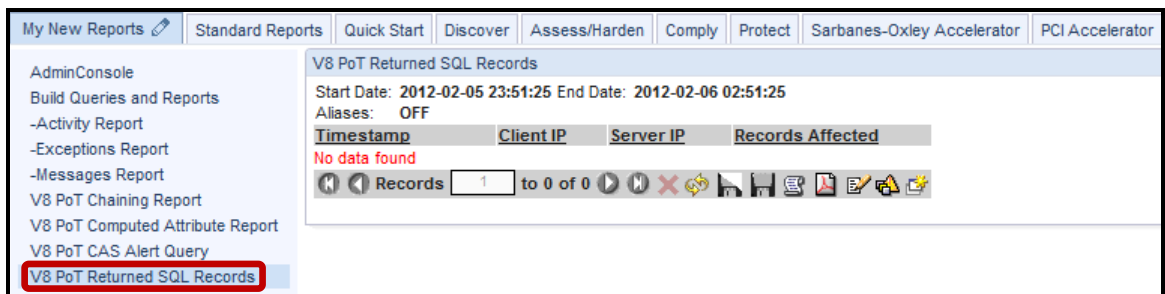 My New Reports Standard Reports Quick Start Discover Assess/Harden Comply Protect Sarbanes-Oxley Accelerator PCI Accelerator
AdminConsole
Build Queries and Reports
-Activity Report
-Exceptions Report
-Messages Report
V8 PoT Chaining Report
V8 PoT Computed Attribute Report
V8 PoT CAS Alert Query
V8 PoT Returned SQL Records
V8 PoT Returned SQL Records
Start Date: 2012-02-05 23:51:25 End Date: 2012-02-06 02:51:25
Aliases: OFF
Timestamp Client IP Server IP Records Affected
No data found
Records 1 to 0 of 0